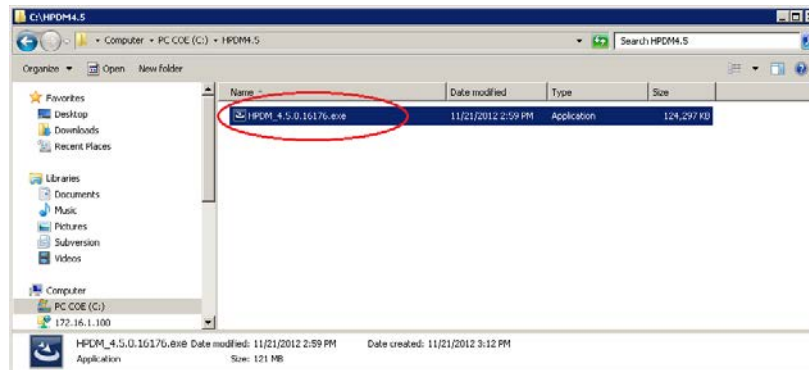 C:\HPDM4.5
Computer PC COE (C:) HPDM4.5
Search HPDM4.5
Organize Open New folder
Name Date modified Type Size
HPDM_4.5.0.16176.exe 11/21/2012 2:59 PM Application 124,297 KB
Favorites
Desktop
Downloads
Recent Places
Libraries
Documents
Music
Pictures
Subversion
Videos
Computer
PC COE (C:)
172.16.1.100
HPDM_4.5.0.16176.exe Date modified: 11/21/2012 2:59 PM Date created: 11/21/2012 3:12 PM
Application Size: 121 MB